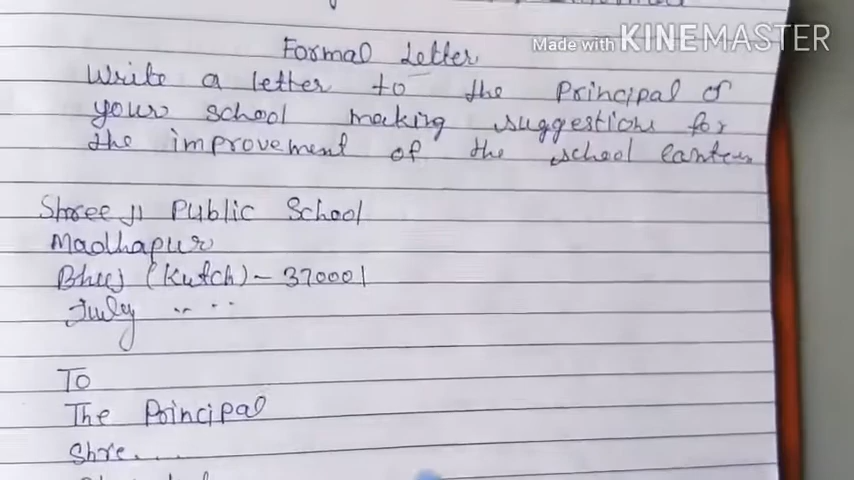 Made with KINEMASTER
Formal Letter
Write a letter to the Principal of
your school making suggestions for
the improvement of the school canteen
Shree ji Public School
Madhapur
Bhuj (Kutch) - 370001
July .. ..
To
The Principal
Shre....